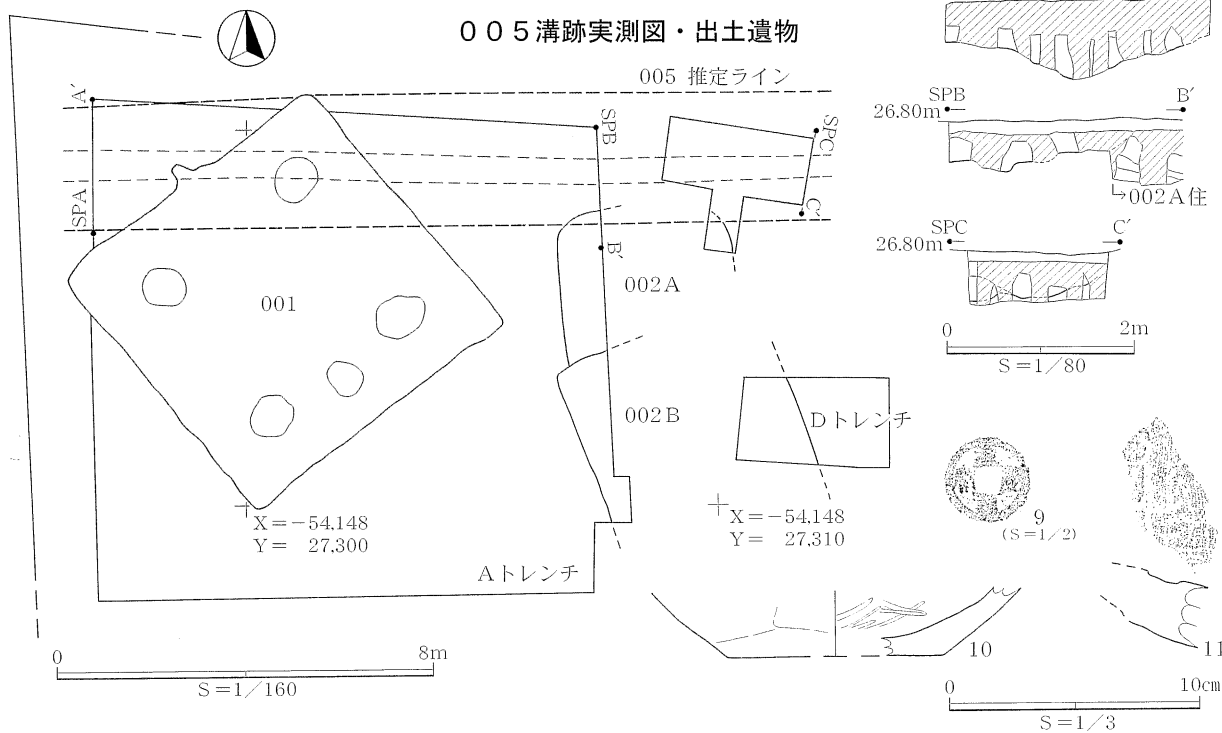 005溝跡実測図・出土遺物
005 推定ライン
A′
SPA
SPB
B′
SPC
C′
001
002A
002B
Dトレンチ
X=-54,148
Y= 27,300
X=-54,148
Y= 27,310
Aトレンチ
0 8m
S=1/160
SPB B′
26.80m
002A住
SPC C′
26.80m
0 2m
S=1/80
9
(S=1/2)
10
11
0 10cm
S=1/3